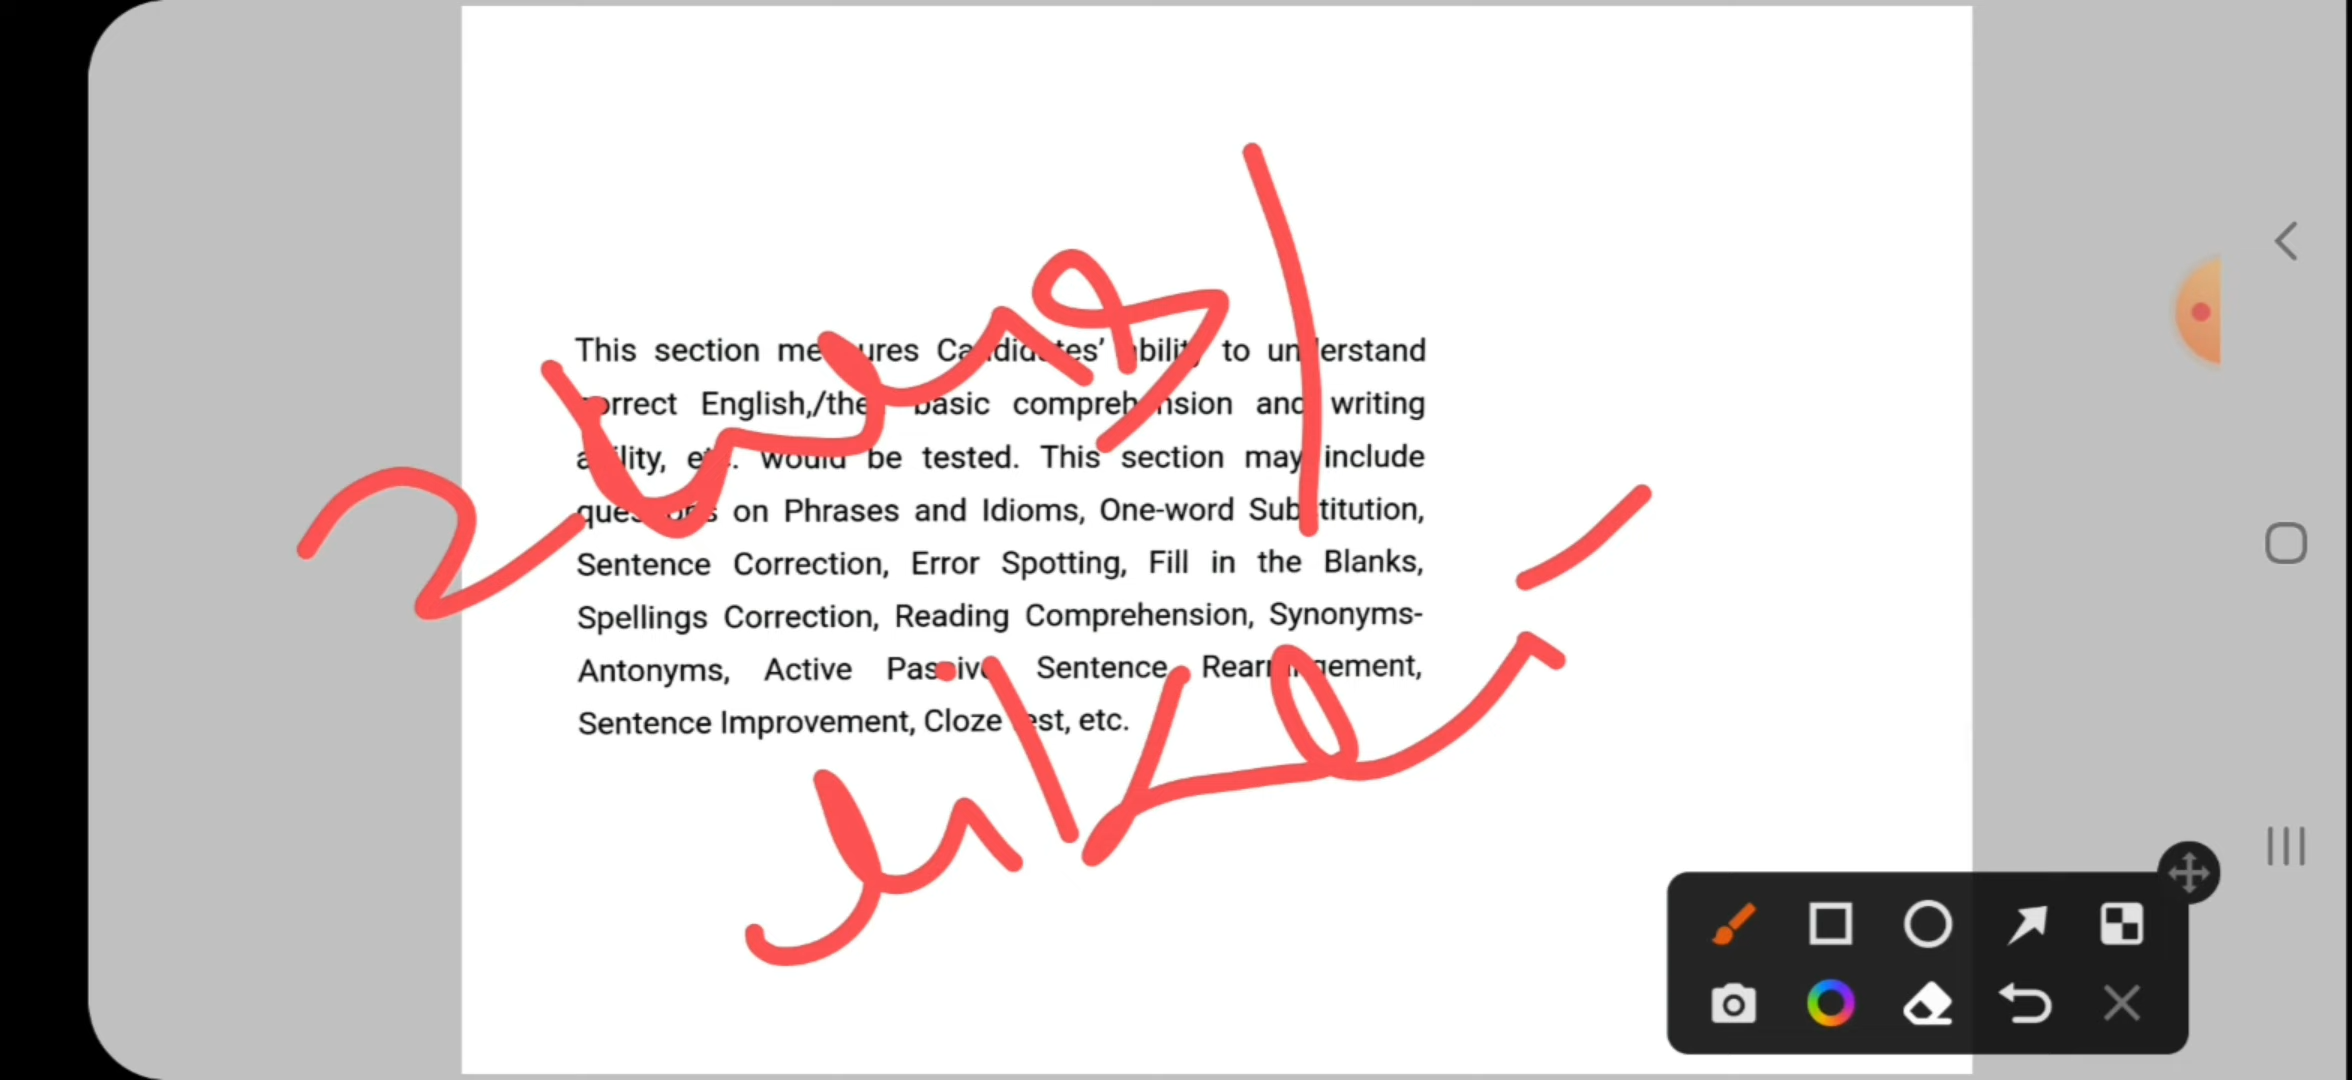 This section measures Candidates' ability to understand
correct English,/the basic comprehension and writing
ability, etc. would be tested. This section may include
questions on Phrases and Idioms, One-word Substitution,
Sentence Correction, Error Spotting, Fill in the Blanks,
Spellings Correction, Reading Comprehension, Synonyms-
Antonyms, Active Passive Sentence Rearrangement,
Sentence Improvement, Cloze Test, etc.